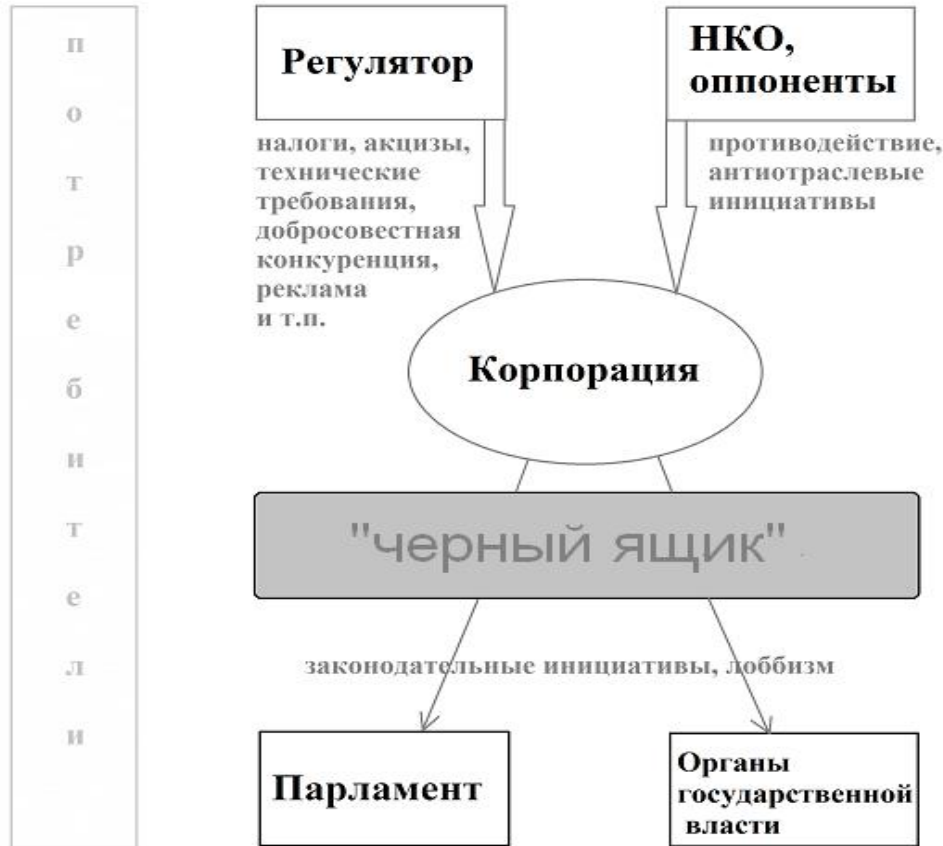 потребители
Регулятор
налоги, акцизы,
технические
требования,
добросовестная
конкуренция,
реклама
и т.п.
НКО,
оппоненты
противодействие,
антиотраслевые
инициативы
Корпорация
"черный ящик"
законодательные инициативы, лоббизм
Парламент
Органы
государственной
власти